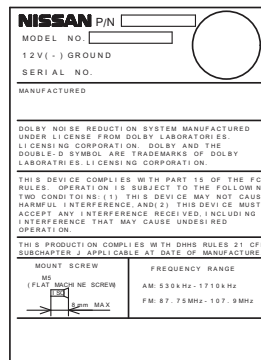 NISSAN P/N
MODEL NO.
12V(-) GROUND
SERIAL NO.
MANUFACTURED
DOLBY NOISE REDUCTION SYSTEM MANUFACTURED
UNDER LICENSE FROM DOLBY LABORATORIES.
LICENSING CORPORATION. DOLBY AND THE
DOUBLE-D SYMBOL ARE TRADEMARKS OF DOLBY
LABORATRIES. LICENSING CORPORATION.
THIS DEVICE COMPLIES WITH PART 15 OF THE FC
RULES. OPERATION IS SUBJECT TO THE FOLLOWIN
TWO CONDITOINS:(1) THIS DEVICE MAY NOT CAUS
HARMFUL INTERFERENCE,AND(2) THIS DEVICE MUST
ACCEPT ANY INTERFERENCE RECEIVED, INCLUDING
INTERFERENCE THAT MAY CAUSE UNDESIRED
OPERATION.
THIS PRODUCTION COMPLIES WITH DHHS RULES 21 CF
SUBCHAPTER J APPLICABLE AT DATE OF MANUFACTURE
MOUNT SCREW
M5
(FLAT MACHINE SCREW)
8mm MAX
FREQUENCY RANGE
AM: 530kHz-1710kHz
FM: 87.75MHz-107.9MHz